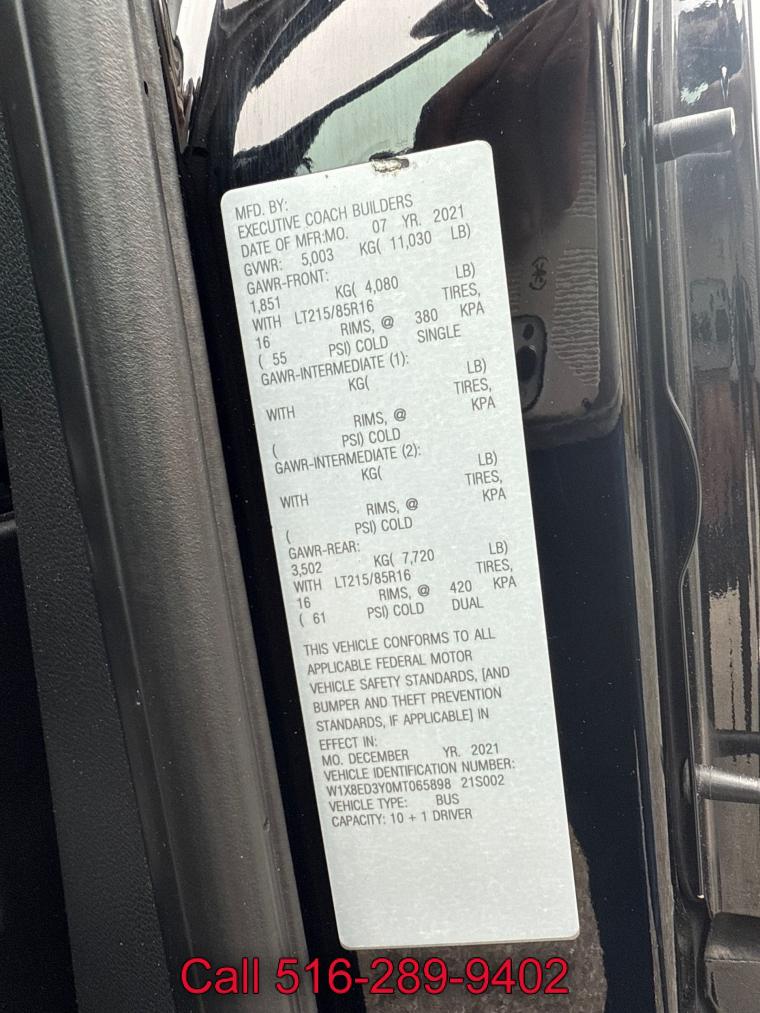 MFD. BY:
EXECUTIVE COACH BUILDERS
DATE OF MFR:MO. 07 YR. 2021
GVWR: 5,003 KG( 11,030 LB)
GAWR-FRONT:
1,851 KG( 4,080 LB)
WITH LT215/85R16 TIRES,
16 RIMS, @ 380 KPA
( 55 PSI) COLD SINGLE
GAWR-INTERMEDIATE (1):
KG( LB)
WITH TIRES,
RIMS, @ KPA
( PSI) COLD
GAWR-INTERMEDIATE (2):
KG( LB)
WITH TIRES,
RIMS, @ KPA
( PSI) COLD
GAWR-REAR:
3,502 KG( 7,720 LB)
WITH LT215/85R16 TIRES,
16 RIMS, @ 420 KPA
( 61 PSI) COLD DUAL
THIS VEHICLE CONFORMS TO ALL
APPLICABLE FEDERAL MOTOR
VEHICLE SAFETY STANDARDS, [AND
BUMPER AND THEFT PREVENTION
STANDARDS, IF APPLICABLE] IN
EFFECT IN:
MO. DECEMBER YR. 2021
VEHICLE IDENTIFICATION NUMBER:
W1X8ED3Y0MT065898 21S002
VEHICLE TYPE: BUS
CAPACITY: 10 + 1 DRIVER
Call 516-289-9402